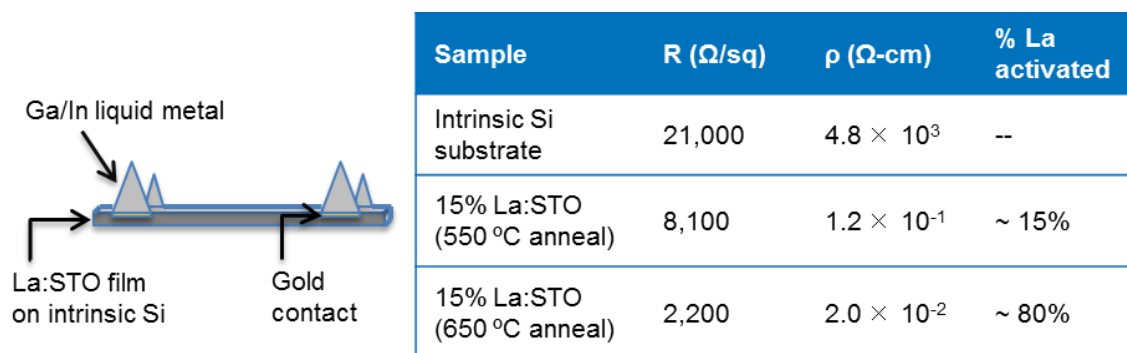 Ga/In liquid metal
La:STO film
on intrinsic Si
Gold
contact
Sample R (Ω/sq) ρ (Ω-cm) % La
activated
Intrinsic Si
substrate 21,000 4.8 × 10³ --
15% La:STO
(550 ºC anneal) 8,100 1.2 × 10⁻¹ ~ 15%
15% La:STO
(650 ºC anneal) 2,200 2.0 × 10⁻² ~ 80%